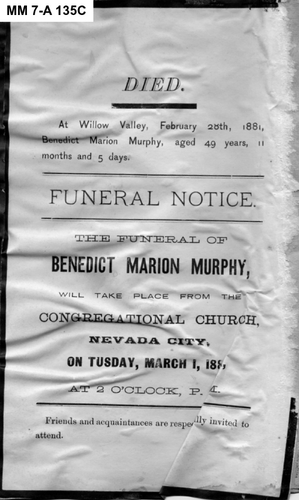 MM 7-A 135C
DIED.
At Willow Valley, February 28th, 1881,
Benedict Marion Murphy, aged 49 years, 11
months and 5 days.
FUNERAL NOTICE.
THE FUNERAL OF
BENEDICT MARION MURPHY,
WILL TAKE PLACE FROM THE
CONGREGATIONAL CHURCH,
NEVADA CITY,
ON TUSDAY, MARCH 1, 188
AT 2 O'CLOCK, P.
Friends and acquaintances are respectfully invited to
attend.